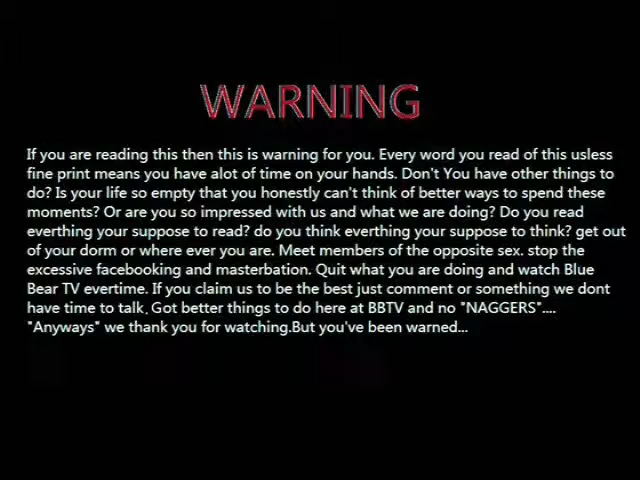 WARNING
If you are reading this then this is warning for you. Every word you read of this usless
fine print means you have alot of time on your hands. Don't You have other things to
do? Is your life so empty that you honestly can't think of better ways to spend these
moments? Or are you so impressed with us and what we are doing? Do you read
everthing your suppose to read? do you think everthing your suppose to think? get out
of your dorm or where ever you are. Meet members of the opposite sex. stop the
excessive facebooking and masterbation. Quit what you are doing and watch Blue
Bear TV evertime. If you claim us to be the best just comment or something we dont
have time to talk. Got better things to do here at BBTV and no "NAGGERS"....
"Anyways" we thank you for watching.But you've been warned...